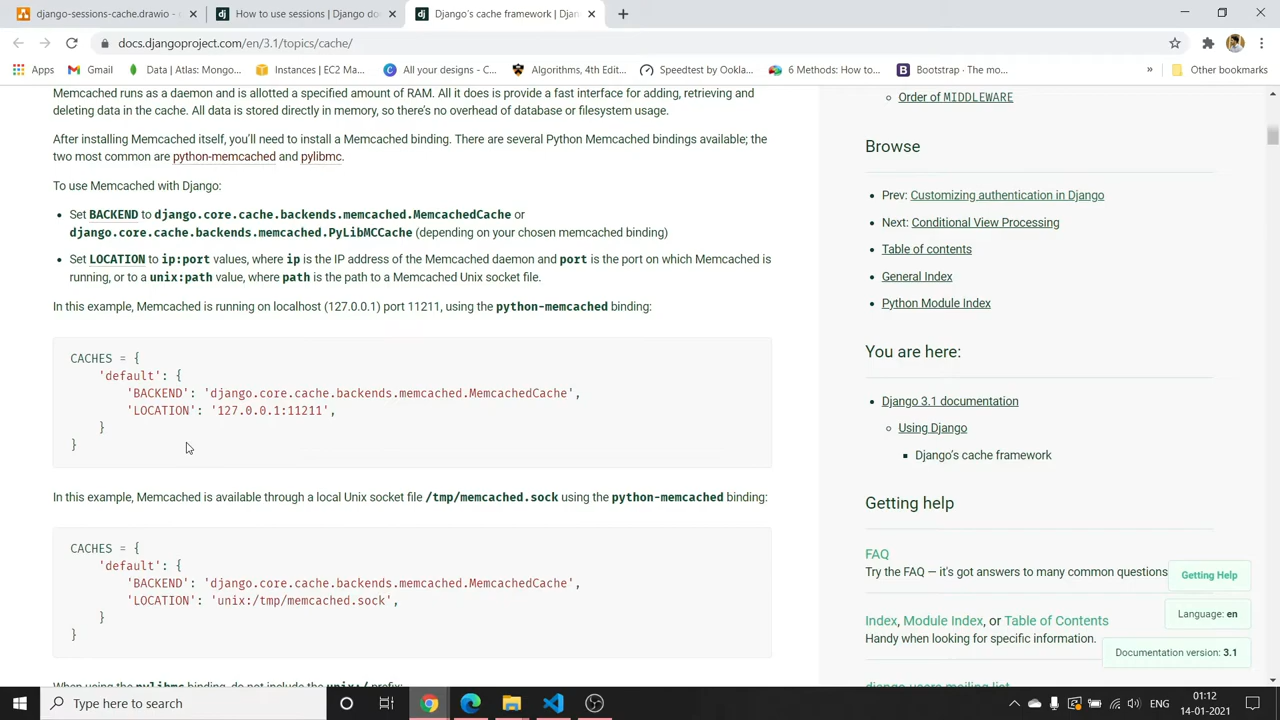 django-sessions-cache.drawio -
How to use sessions | Django do
Django's cache framework | Djan
docs.djangoproject.com/en/3.1/topics/cache/
Apps
Gmail
Data | Atlas: Mongo...
Instances | EC2 Ma...
All your designs - C...
Algorithms, 4th Edit...
Speedtest by Ookla...
6 Methods: How to...
Bootstrap · The mo...
»
Other bookmarks
Memcached runs as a daemon and is allotted a specified amount of RAM. All it does is provide a fast interface for adding, retrieving and
deleting data in the cache. All data is stored directly in memory, so there's no overhead of database or filesystem usage.
After installing Memcached itself, you'll need to install a Memcached binding. There are several Python Memcached bindings available; the
two most common are python-memcached and pylibmc.
To use Memcached with Django:
• Set BACKEND to django.core.cache.backends.memcached.MemcachedCache or
django.core.cache.backends.memcached.PyLibMCCache (depending on your chosen memcached binding)
• Set LOCATION to ip:port values, where ip is the IP address of the Memcached daemon and port is the port on which Memcached is
running, or to a unix:path value, where path is the path to a Memcached Unix socket file.
In this example, Memcached is running on localhost (127.0.0.1) port 11211, using the python-memcached binding:
CACHES = {
'default': {
'BACKEND': 'django.core.cache.backends.memcached.MemcachedCache',
'LOCATION': '127.0.0.1:11211',
}
}
In this example, Memcached is available through a local Unix socket file /tmp/memcached.sock using the python-memcached binding:
CACHES = {
'default': {
'BACKEND': 'django.core.cache.backends.memcached.MemcachedCache',
'LOCATION': 'unix:/tmp/memcached.sock',
}
}
When using the pylibmc binding, do not include the unix:/ prefix:
Order of MIDDLEWARE
Browse
Prev: Customizing authentication in Django
Next: Conditional View Processing
Table of contents
General Index
Python Module Index
You are here:
Django 3.1 documentation
Using Django
Django's cache framework
Getting help
FAQ
Try the FAQ — it's got answers to many common questions
Index, Module Index, or Table of Contents
Handy when looking for specific information.
django-users mailing list
Getting Help
Language: en
Documentation version: 3.1
Type here to search
ENG
01:12
14-01-2021